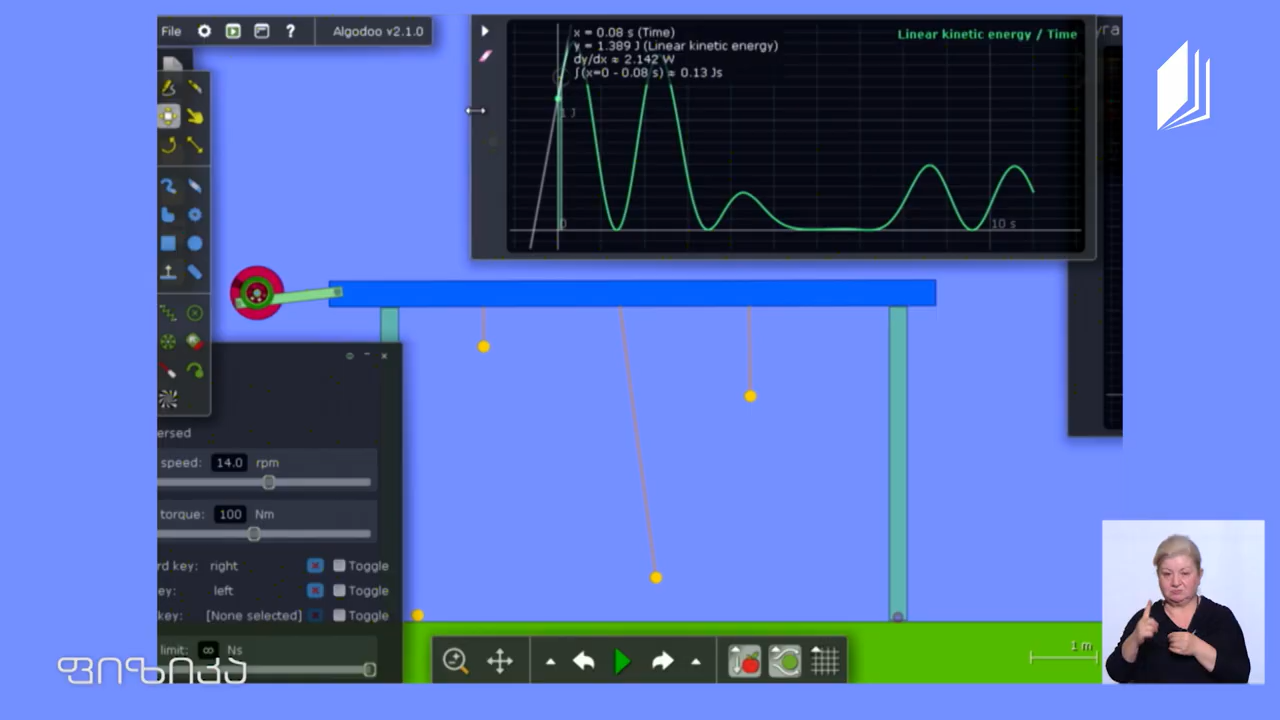 File
?
Algodoo v2.1.0
x = 0.08 s (Time)
y = 1.389 J (Linear kinetic energy)
dy/dx ≈ 2.142 W
∫(x=0 - 0.08 s) ≈ 0.13 Js
Linear kinetic energy / Time
1 J
0
10 s
ersed
speed: 14.0 rpm
torque: 100 Nm
rd key: right Toggle
ey: left Toggle
key: [None selected] Toggle
limit: ∞ Ns
1 m
ფიზიკა